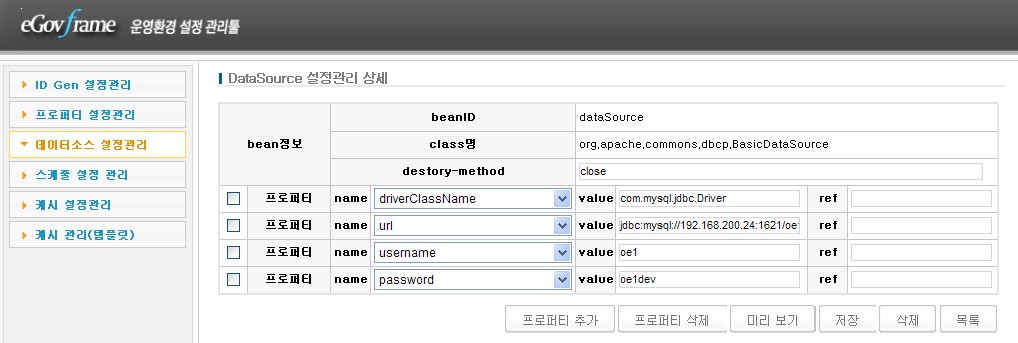 eGovframe 운영환경 설정 관리툴
ID Gen 설정관리
프로퍼티 설정관리
데이터소스 설정관리
스케줄 설정 관리
캐시 설정관리
캐시 관리(템플릿)
DataSource 설정관리 상세
bean정보
beanID dataSource
class명 org,apache,commons,dbcp,BasicDataSource
destory-method close
프로퍼티 name driverClassName value com.mysql.jdbc.Driver ref
프로퍼티 name url value jdbc:mysql://192.168.200.24:1621/oe1 ref
프로퍼티 name username value oe1 ref
프로퍼티 name password value oe1dev ref
프로퍼티 추가 프로퍼티 삭제 미리 보기 저장 삭제 목록